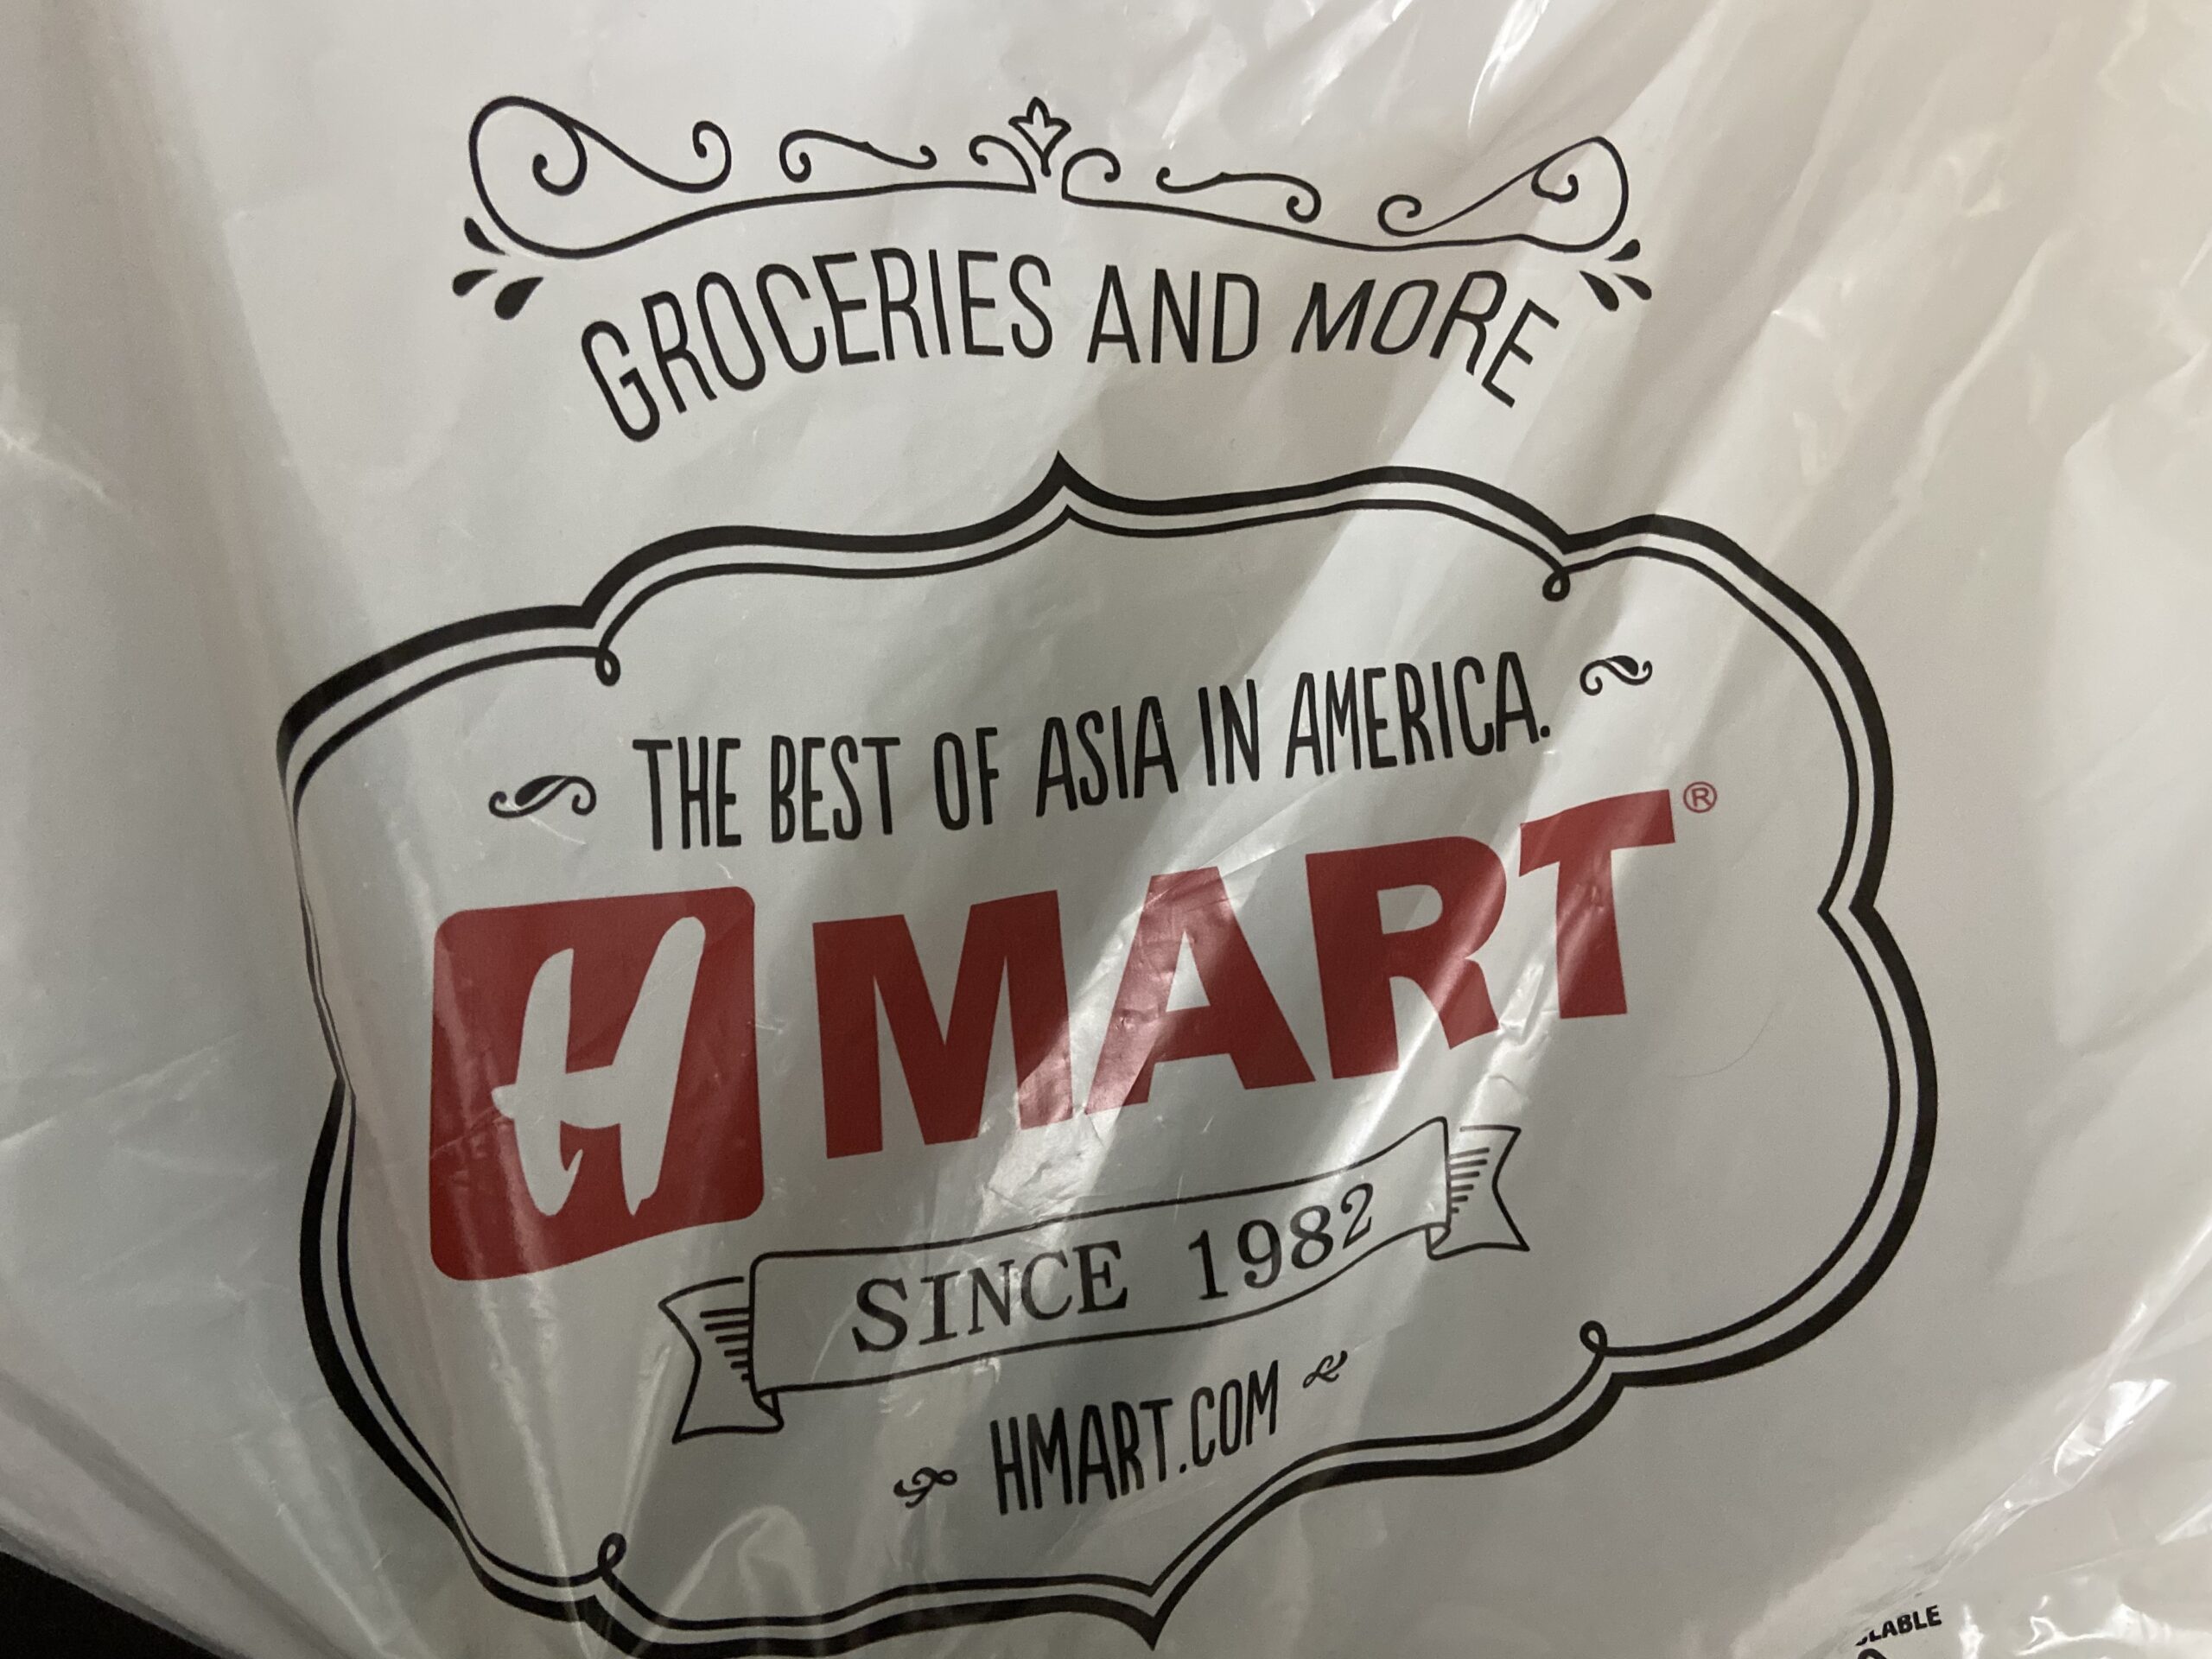 GROCERIES AND MORE
THE BEST OF ASIA IN AMERICA.
H MART®
SINCE 1982
HMART.COM